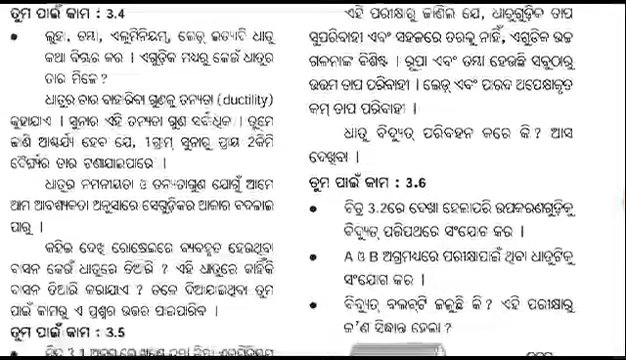 ତୁମ ପାଇଁ କାମ : 3.4
● ଲୁହା, ତମ୍ବା, ଏଲୁମିନିୟମ୍, ଲେଡ୍ ଇତ୍ୟାଦି ଧାତୁ
କଥା ବିଚାର କର । ଏଗୁଡ଼ିକ ମଧ୍ୟରୁ କେଉଁ ଧାତୁର
ତାର ମିଳେ ?
ଧାତୁର ତାର ବାହାରିବା ଗୁଣକୁ ତନ୍ୟତା (ductility)
କୁହାଯାଏ । ସୁନାର ଏହି ତନ୍ୟତା ଗୁଣ ସର୍ବାଧିକ । ତୁମେ
ଜାଣି ଆଶ୍ଚର୍ଯ୍ୟ ହେବ ଯେ, 1ଗ୍ରାମ୍ ସୁନାରୁ ପ୍ରାୟ 2କିମି
ଦୈର୍ଘ୍ୟର ତାର ଟଣାଯାଇପାରେ ।
ଧାତୁର ନମନୀୟତା ଓ ତନ୍ୟତାଗୁଣ ଯୋଗୁଁ ଆମେ
ଆମ ଆବଶ୍ୟକତା ଅନୁସାରେ ସେଗୁଡ଼ିକର ଆକାର ବଦଳାଇ
ପାରୁ ।
କହିଲ ଦେଖୁ ରୋଷେଇରେ ବ୍ୟବହୃତ ହେଉଥିବା
ବାସନ କେଉଁ ଧାତୁରେ ତିଆରି ? ଏହି ଧାତୁରେ କାହିଁକି
ବାସନ ତିଆରି କରାଯାଏ ? ତଳେ ଦିଆଯାଇଥିବା ତୁମ
ପାଇଁ କାମରୁ ଏ ପ୍ରଶ୍ନର ଉତ୍ତର ପାଇପାରିବ ।
ତୁମ ପାଇଁ କାମ : 3.5
ଏହି ପରୀକ୍ଷାରୁ ଜାଣିଲ ଯେ, ଧାତୁଗୁଡ଼ିକ ତାପ
ସୁପରିବାହୀ ଏବଂ ସହଜରେ ତରଳୁ ନାହିଁ, ଏଗୁଡ଼ିକ ଉଚ୍ଚ
ଗଳନାଙ୍କ ବିଶିଷ୍ଟ । ରୂପା ଏବଂ ତମ୍ବା ହେଉଛି ସବୁଠାରୁ
ଉତ୍ତମ ତାପ ପରିବାହୀ । ଲେଡ୍ ଏବଂ ପାରଦ ଅପେକ୍ଷାକୃତ
କମ୍ ତାପ ପରିବାହୀ ।
ଧାତୁ ବିଦ୍ୟୁତ୍ ପରିବହନ କରେ କି ? ଆସ
ଦେଖିବା ।
ତୁମ ପାଇଁ କାମ : 3.6
● ଚିତ୍ର 3.2ରେ ଦେଖା ହେଲାପରି ଉପକରଣଗୁଡ଼ିକୁ
ବିଦ୍ୟୁତ୍ ପରିପଥରେ ସଂଯୋଗ କର ।
● A ଓ B ଅଗ୍ରମଧ୍ୟରେ ପରୀକ୍ଷାପାଇଁ ଥିବା ଧାତୁଟିକୁ
ସଂଯୋଗ କର ।
● ବିଦ୍ୟୁତ୍ ବଲବ୍‌ଟି ଜଳୁଛି କି ? ଏହି ପରୀକ୍ଷାରୁ
କ'ଣ ସିଦ୍ଧାନ୍ତ ହେଲା ?